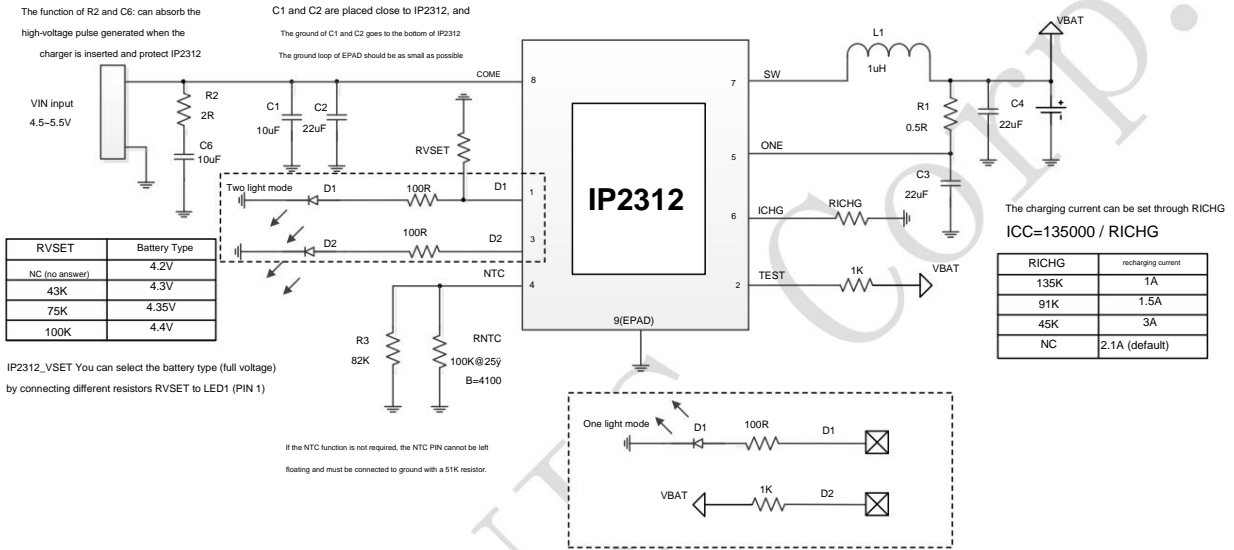 The function of R2 and C6: can absorb the
high-voltage pulse generated when the
charger is inserted and protect IP2312
C1 and C2 are placed close to IP2312, and
The ground of C1 and C2 goes to the bottom of IP2312
The ground loop of EPAD should be as small as possible
VIN input
4.5~5.5V
R2
2R
C6
10uF
C1
10uF
C2
22uF
COME
8
RVSET
Two light mode
D1
100R
D1
1
D2
100R
D2
3
NTC
4
R3
82K
RNTC
100K@25ÿ
B=4100
IP2312
9(EPAD)
7
SW
L1
1uH
VBAT
R1
0.5R
C4
22uF
+
-
5
ONE
C3
22uF
6
ICHG
RICHG
2
TEST
1K
VBAT
RVSET Battery Type
NC (no answer) 4.2V
43K 4.3V
75K 4.35V
100K 4.4V
IP2312_VSET You can select the battery type (full voltage)
by connecting different resistors RVSET to LED1 (PIN 1)
If the NTC function is not required, the NTC PIN cannot be left
floating and must be connected to ground with a 51K resistor.
The charging current can be set through RICHG
ICC=135000 / RICHG
RICHG recharging current
135K 1A
91K 1.5A
45K 3A
NC 2.1A (default)
One light mode
D1
100R
D1
VBAT
1K
D2
Corp.